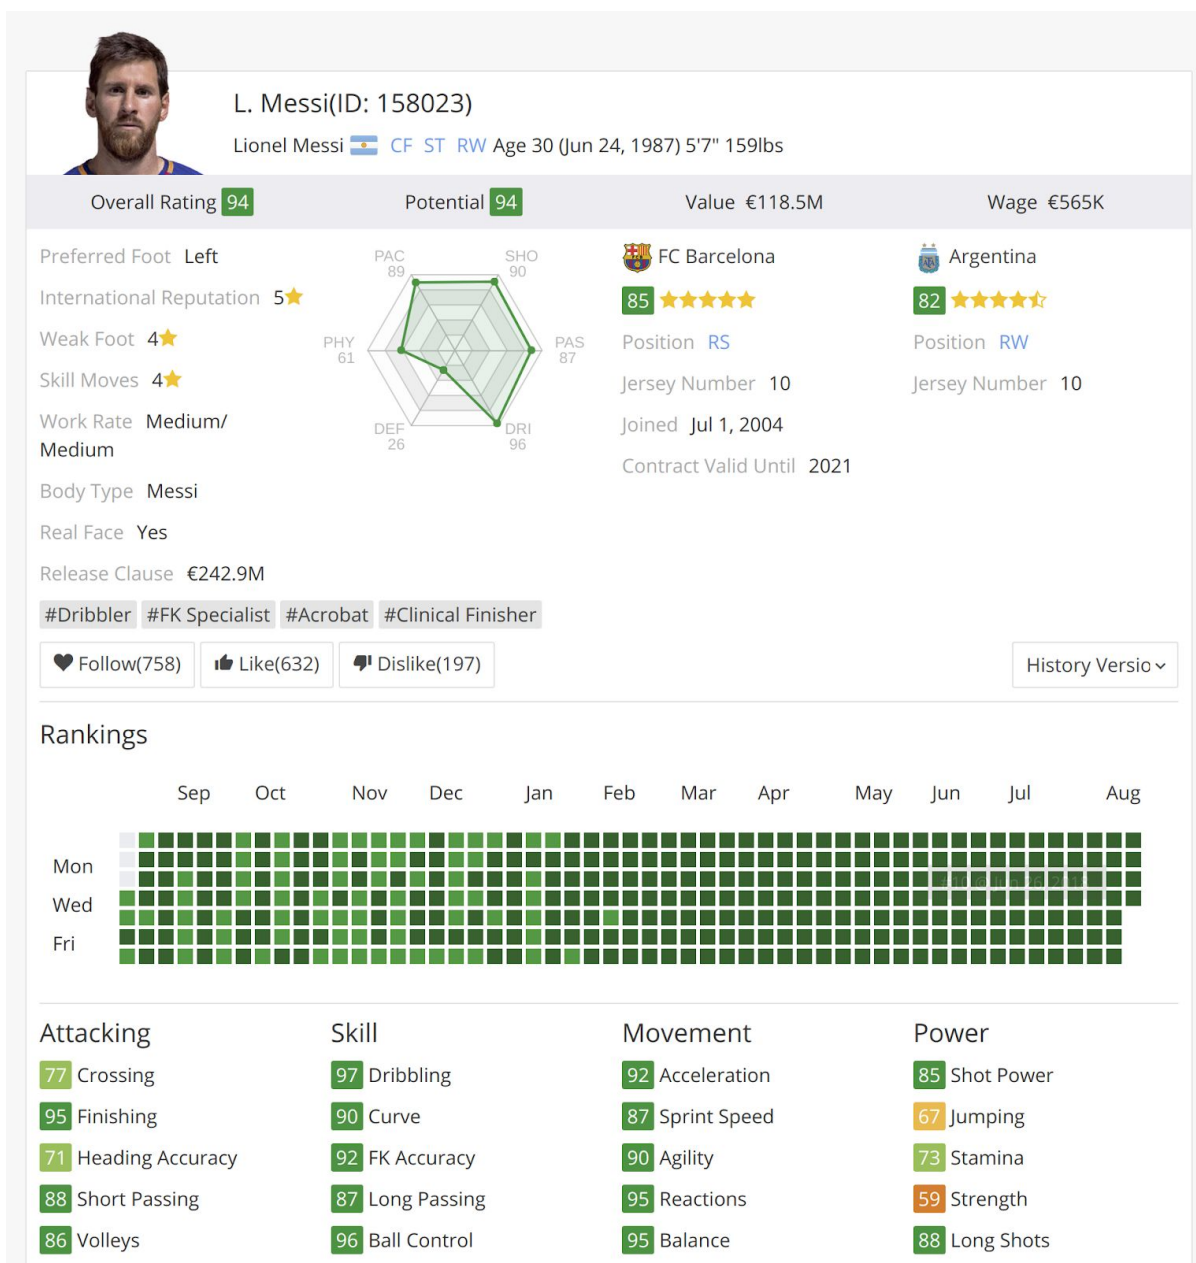 L. Messi(ID: 158023)
Lionel Messi CF ST RW Age 30 (Jun 24, 1987) 5'7" 159lbs
Overall Rating 94 Potential 94 Value €118.5M Wage €565K
Preferred Foot Left
International Reputation 5
Weak Foot 4
Skill Moves 4
Work Rate Medium/
Medium
Body Type Messi
Real Face Yes
Release Clause €242.9M
PAC
89
SHO
90
PHY
61
PAS
87
DEF
26
DRI
96
FC Barcelona
85
Position RS
Jersey Number 10
Joined Jul 1, 2004
Contract Valid Until 2021
Argentina
82
Position RW
Jersey Number 10
#Dribbler #FK Specialist #Acrobat #Clinical Finisher
Follow(758) Like(632) Dislike(197) History Versio
Rankings
Sep Oct Nov Dec Jan Feb Mar Apr May Jun Jul Aug
Mon
Wed
Fri
Attacking
77 Crossing
95 Finishing
71 Heading Accuracy
88 Short Passing
86 Volleys
Skill
97 Dribbling
90 Curve
92 FK Accuracy
87 Long Passing
96 Ball Control
Movement
92 Acceleration
87 Sprint Speed
90 Agility
95 Reactions
95 Balance
Power
85 Shot Power
67 Jumping
73 Stamina
59 Strength
88 Long Shots